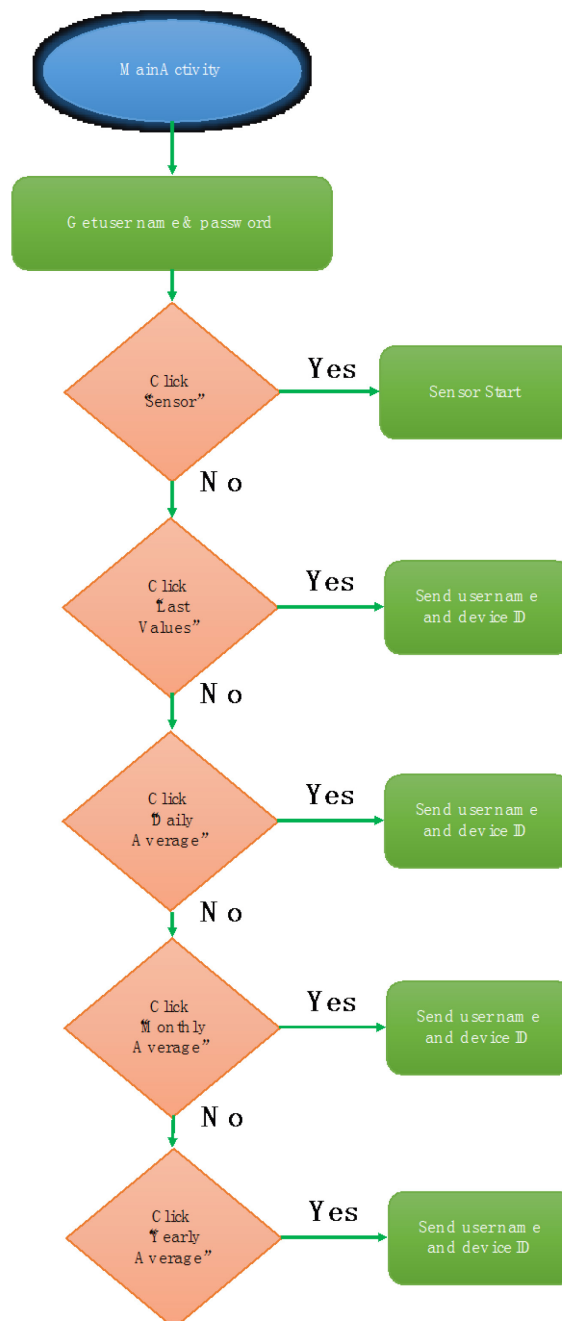 MainActivity
Getusername& password
Click
“Sensor”
Yes
Sensor Start
No
Click
“Last
Values”
Yes
Send username
and device ID
No
Click
“Daily
Average”
Yes
Send username
and device ID
No
Click
“Monthly
Average”
Yes
Send username
and device ID
No
Click
“Yearly
Average”
Yes
Send username
and device ID